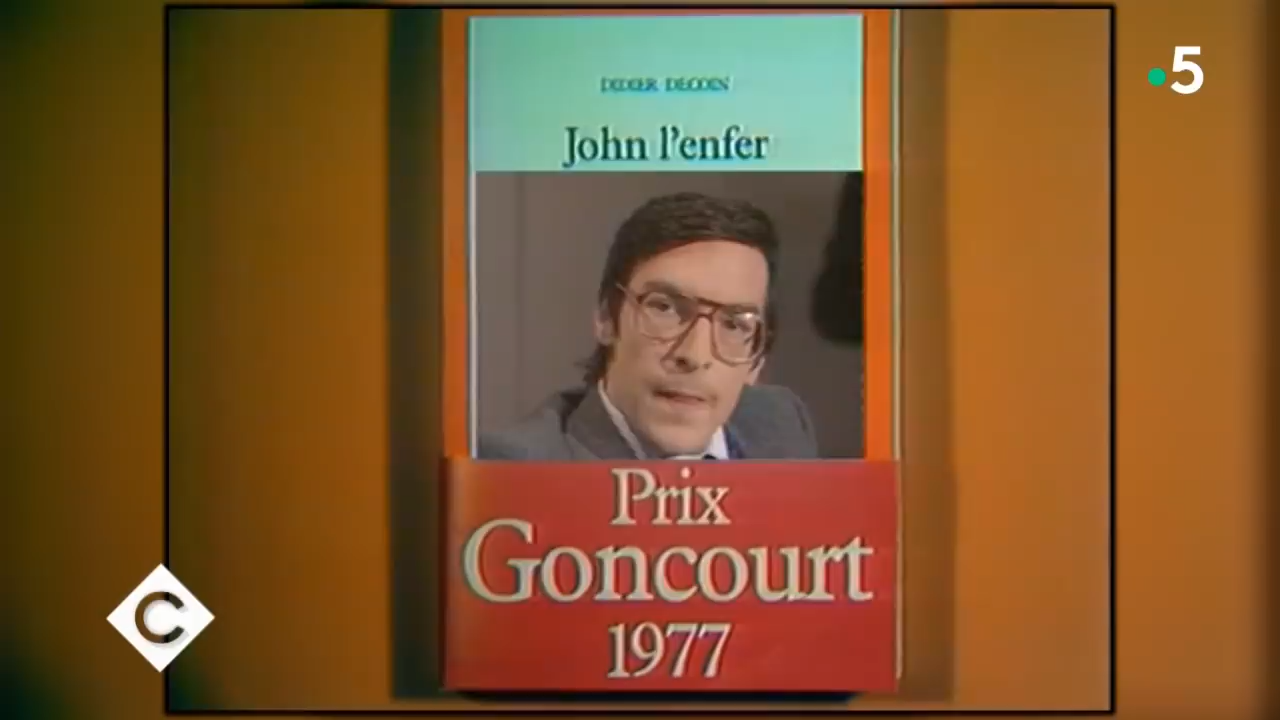 DIDIER DECOIN
John l'enfer
Prix
Goncourt
1977
5
C